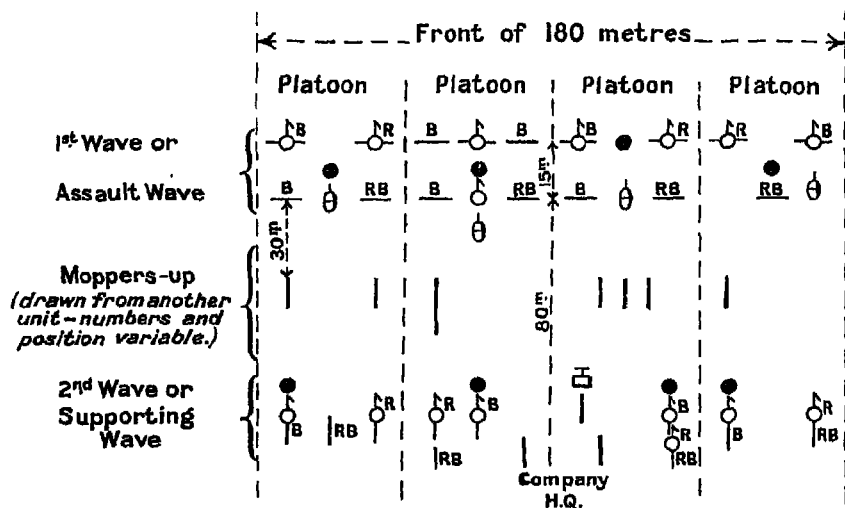 Front of 180 metres
Platoon Platoon Platoon Platoon
1st Wave or
B R B B B R R B
Assault Wave
B RB B RB B RB RB
15m
30m
Moppers-up
(drawn from another
unit-numbers and
position variable.)
80m
2nd Wave or
Supporting
Wave
R R B B R
B RB R B RB
RB RB
Company
H.Q.